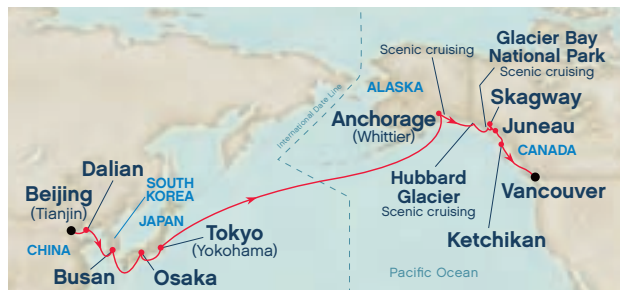 Glacier Bay
National Park
Scenic cruising
Scenic cruising
ALASKA
Skagway
Anchorage
(Whittier)
Juneau
International Date Line
CANADA
Hubbard
Glacier
Scenic cruising
Vancouver
Ketchikan
Dalian
SOUTH
KOREA
Beijing
(Tianjin)
JAPAN
Tokyo
(Yokohama)
CHINA
Busan
Osaka
Pacific Ocean